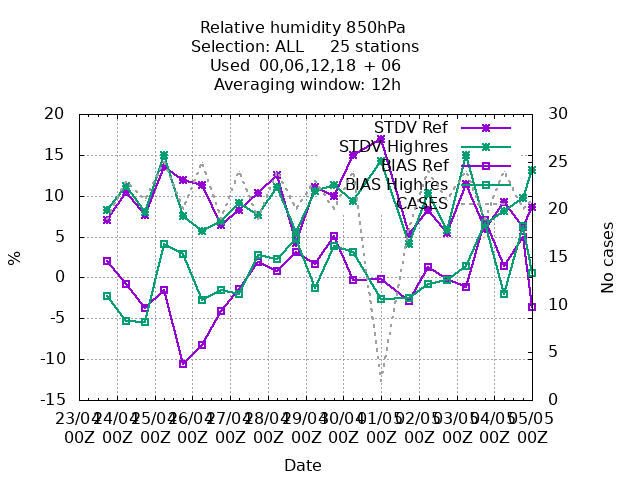 Relative humidity 850hPa
Selection: ALL     25 stations
Used  00,06,12,18 + 06
Averaging window: 12h
20 30
STDV Ref
STDV Highres
15 25
BIAS Ref
BIAS Highres
10 20
CASES
5 15
%
No cases
0 10
-5
-10 5
-15 0
23/04 24/04 25/04 26/04 27/04 28/04 29/04 30/04 01/05 02/05 03/05 04/05 05/05
00Z 00Z 00Z 00Z 00Z 00Z 00Z 00Z 00Z 00Z 00Z 00Z 00Z
Date